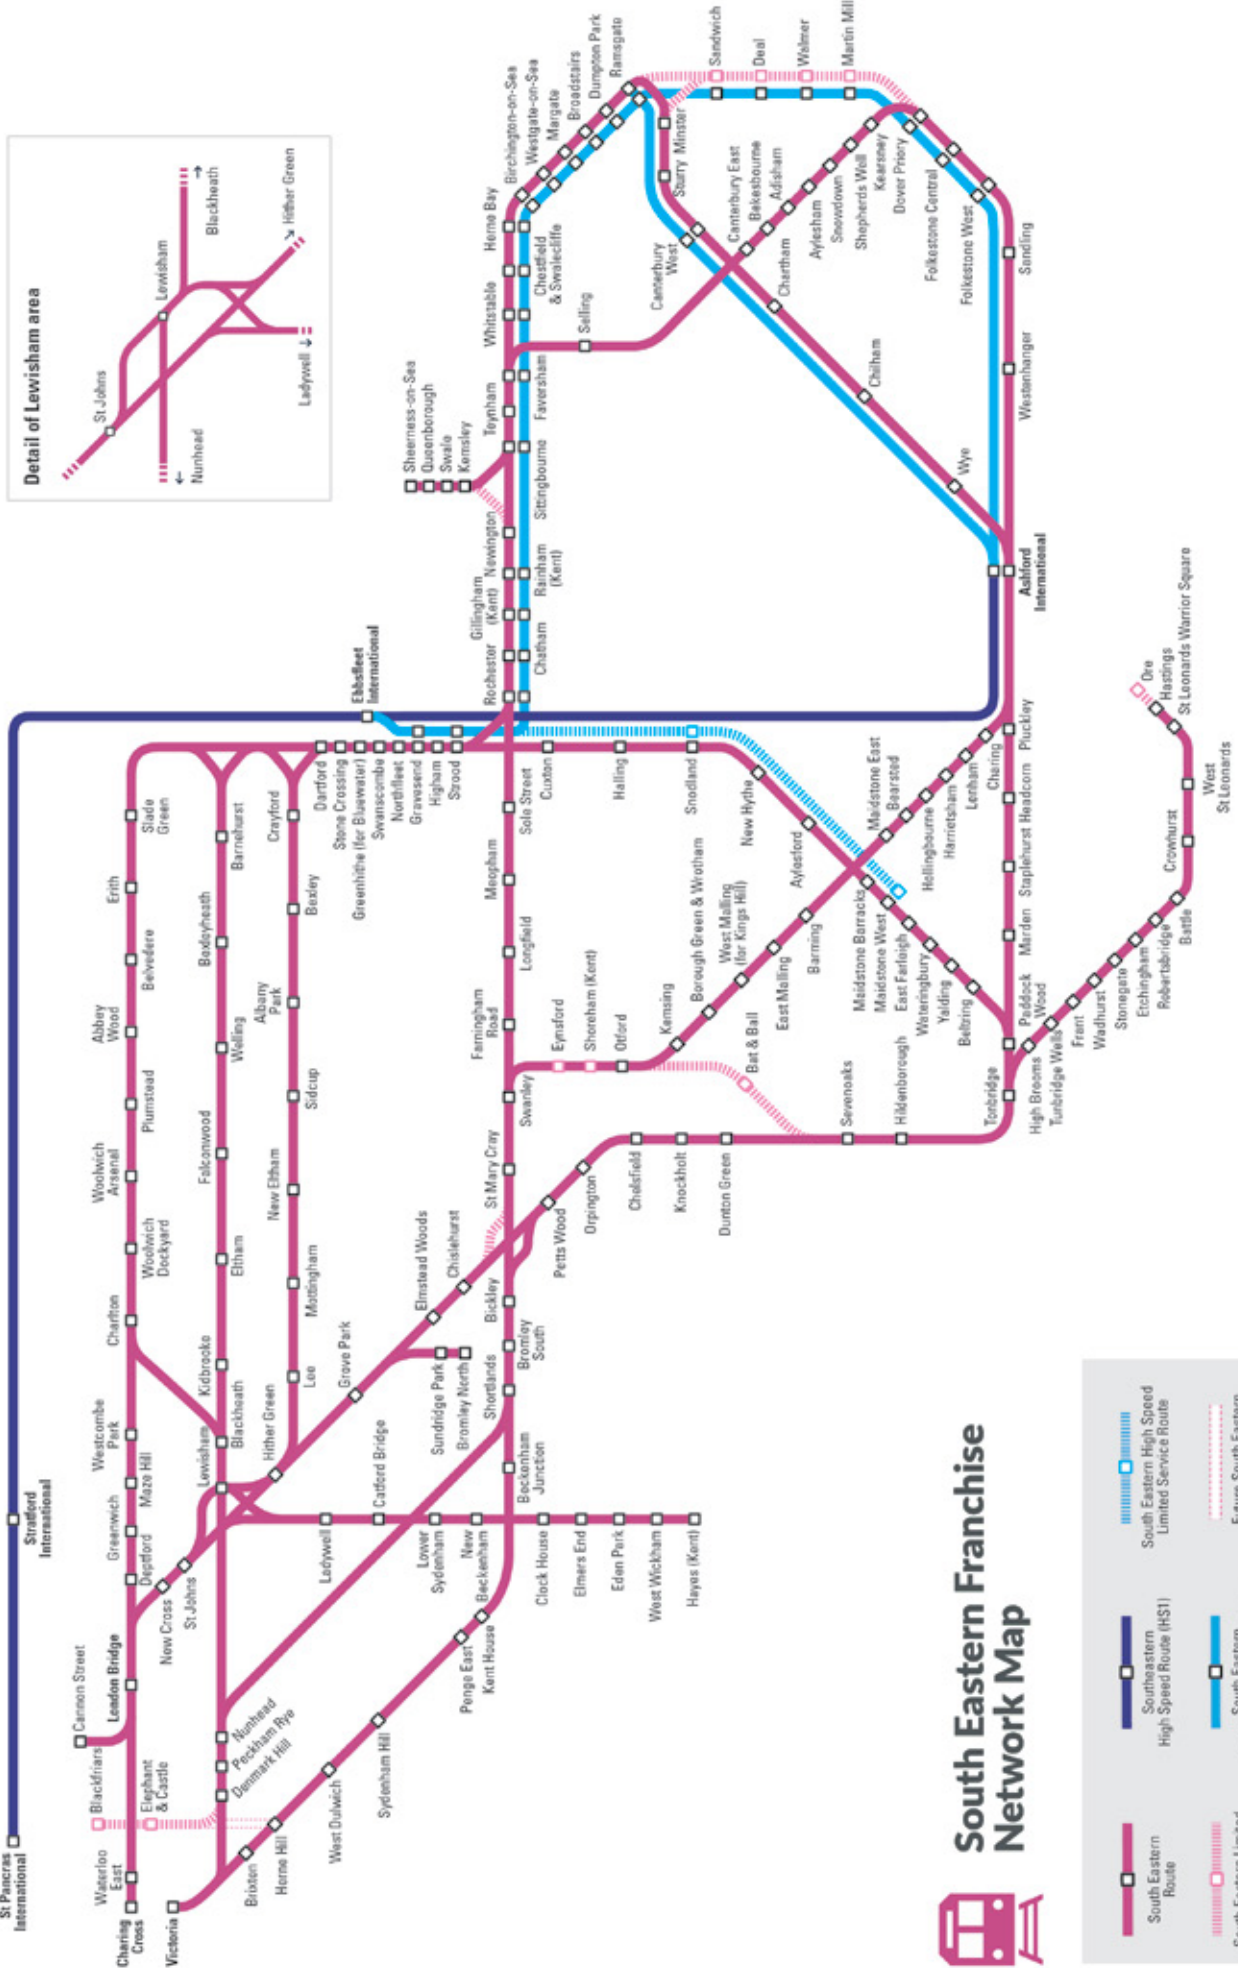 South Eastern Franchise
Network Map
Detail of Lewisham area
St Johns
Lewisham
Blackheath
Hither Green
Nunhead
Ladywell
St Pancras
International
Stratford
International
Charing
Cross
Waterloo
East
Cannon Street
London Bridge
Deptford
Greenwich
Maze Hill
Westcombe
Park
Charlton
Woolwich
Dockyard
Woolwich
Arsenal
Plumstead
Abbey
Wood
Belvedere
Erith
Slade
Green
Blackfriars
Elephant
& Castle
New Cross
St Johns
Lewisham
Blackheath
Kidbrooke
Eltham
Falconwood
Welling
Bexleyheath
Barnehurst
Hither Green
Lee
Mottingham
New Eltham
Sidcup
Albany
Park
Bexley
Crayford
Dartford
Stone Crossing
Greenhithe (for Bluewater)
Swanscombe
Northfleet
Gravesend
Higham
Strood
Ebbsfleet
International
Victoria
Brixton
Herne Hill
West Dulwich
Sydenham Hill
Penge East
Kent House
Denmark Hill
Peckham Rye
Nunhead
Ladywell
Catford Bridge
Lower
Sydenham
New
Beckenham
Clock House
Elmers End
Eden Park
West Wickham
Hayes (Kent)
Grove Park
Sundridge Park
Bromley North
Elmstead Woods
Chislehurst
Beckenham
Junction
Shortlands
Bromley
South
Bickley
Petts Wood
Orpington
Chelsfield
Knockholt
Dunton Green
Sevenoaks
Hildenborough
Tonbridge
St Mary Cray
Swanley
Farningham
Road
Longfield
Meopham
Sole Street
Rochester
Chatham
Gillingham
(Kent)
Rainham
(Kent)
Newington
Sittingbourne
Teynham
Faversham
Whitstable
Chestfield
& Swalecliffe
Herne Bay
Birchington-on-Sea
Westgate-on-Sea
Margate
Broadstairs
Dumpton Park
Ramsgate
Sheerness-on-Sea
Queenborough
Swale
Kemsley
Selling
Canterbury East
Bekesbourne
Adisham
Aylesham
Snowdown
Shepherds Well
Kearsney
Dover Priory
Minster
Sturry
Canterbury
West
Chartham
Chilham
Wye
Sandwich
Deal
Walmer
Martin Mill
Folkestone Central
Folkestone West
Sandling
Westenhanger
Ashford
International
Eynsford
Shoreham (Kent)
Otford
Bat & Ball
Kemsing
Borough Green & Wrotham
West Malling
(for Kings Hill)
East Malling
Barming
Maidstone East
Bearsted
Hollingbourne
Harrietsham
Lenham
Charing
Cuxton
Halling
Snodland
New Hythe
Aylesford
Maidstone Barracks
Maidstone West
East Farleigh
Wateringbury
Yalding
Beltring
Paddock
Wood
Marden
Staplehurst
Headcorn
Pluckley
High Brooms
Tunbridge Wells
Frant
Wadhurst
Stonegate
Etchingham
Robertsbridge
Battle
Crowhurst
West
St Leonards
St Leonards Warrior Square
Hastings
Ore
South Eastern
Route
Southeastern
High Speed Route (HS1)
South Eastern High Speed
Limited Service Route
South Eastern Limited
South Eastern
Future South Eastern